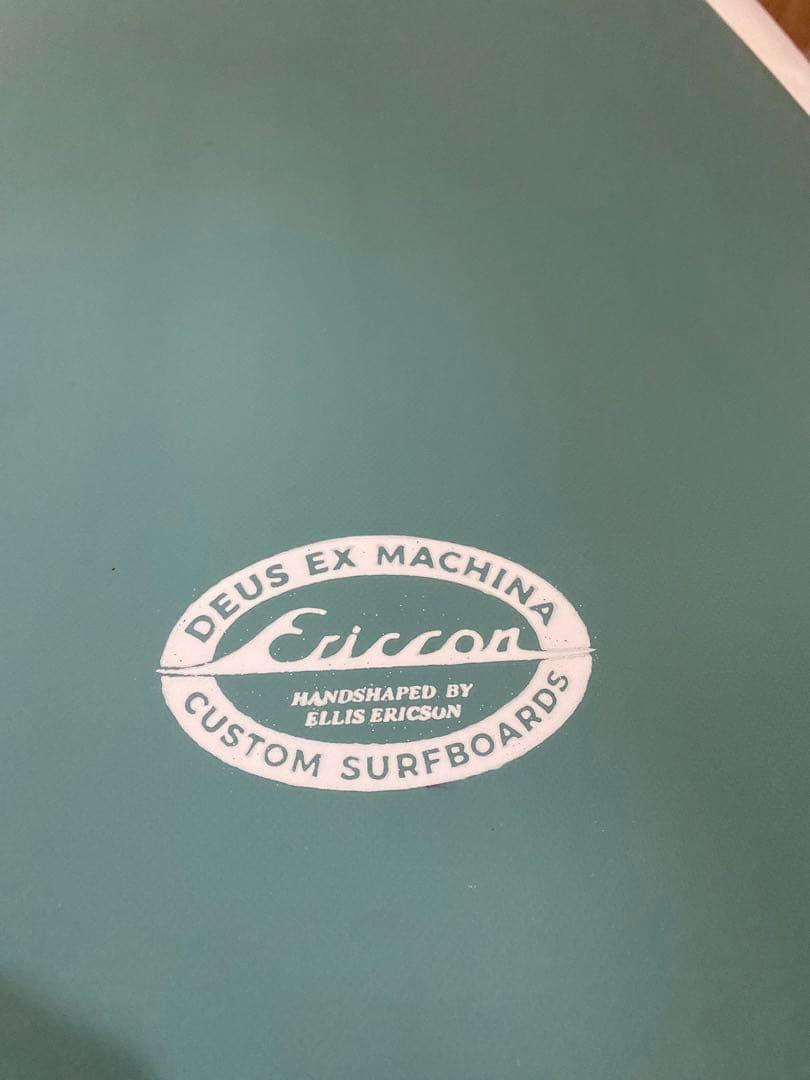 DEUS EX MACHINA
Ericson
HANDSHAPED BY
ELLIS ERICSON
CUSTOM SURFBOARDS